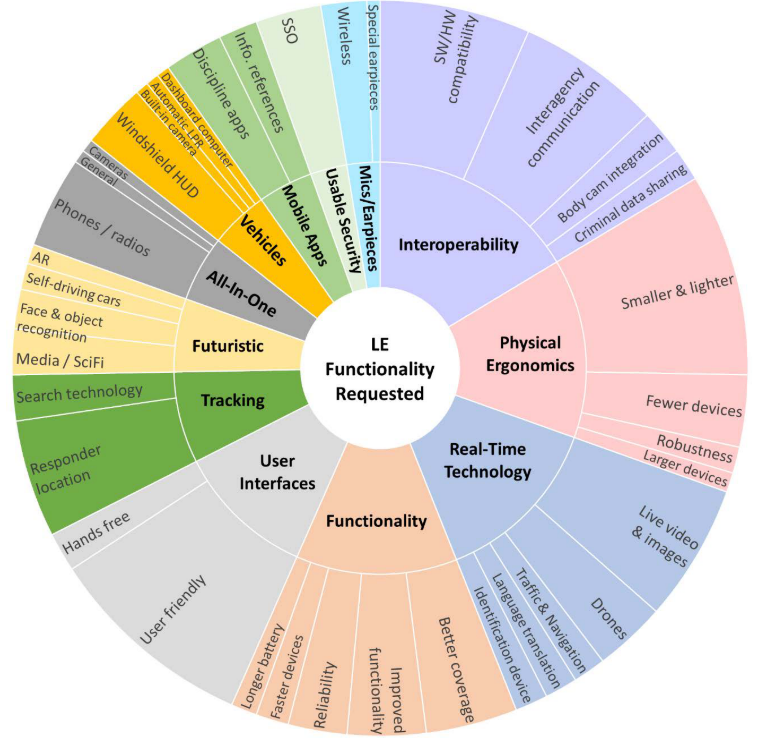 LE
Functionality
Requested
Interoperability
SW/HW
compatibility
Interagency
communication
Body cam integration
Criminal data sharing
Physical
Ergonomics
Smaller & lighter
Fewer devices
Robustness
Larger devices
Real-Time
Technology
Live video
& images
Drones
Traffic & Navigation
Language translation
Identification device
Functionality
Better coverage
Improved
functionality
Reliability
Faster devices
Longer battery
User
Interfaces
User friendly
Hands free
Tracking
Responder
location
Search technology
Futuristic
Media / SciFi
Face & object
recognition
Self-driving cars
AR
All-In-One
Phones / radios
General
Cameras
Vehicles
Windshield HUD
Built-in camera
Automatic LPR
Dashboard computer
Mobile Apps
Discipline apps
Info. references
Usable Security
SSO
Mics/Earpieces
Wireless
Special earpieces